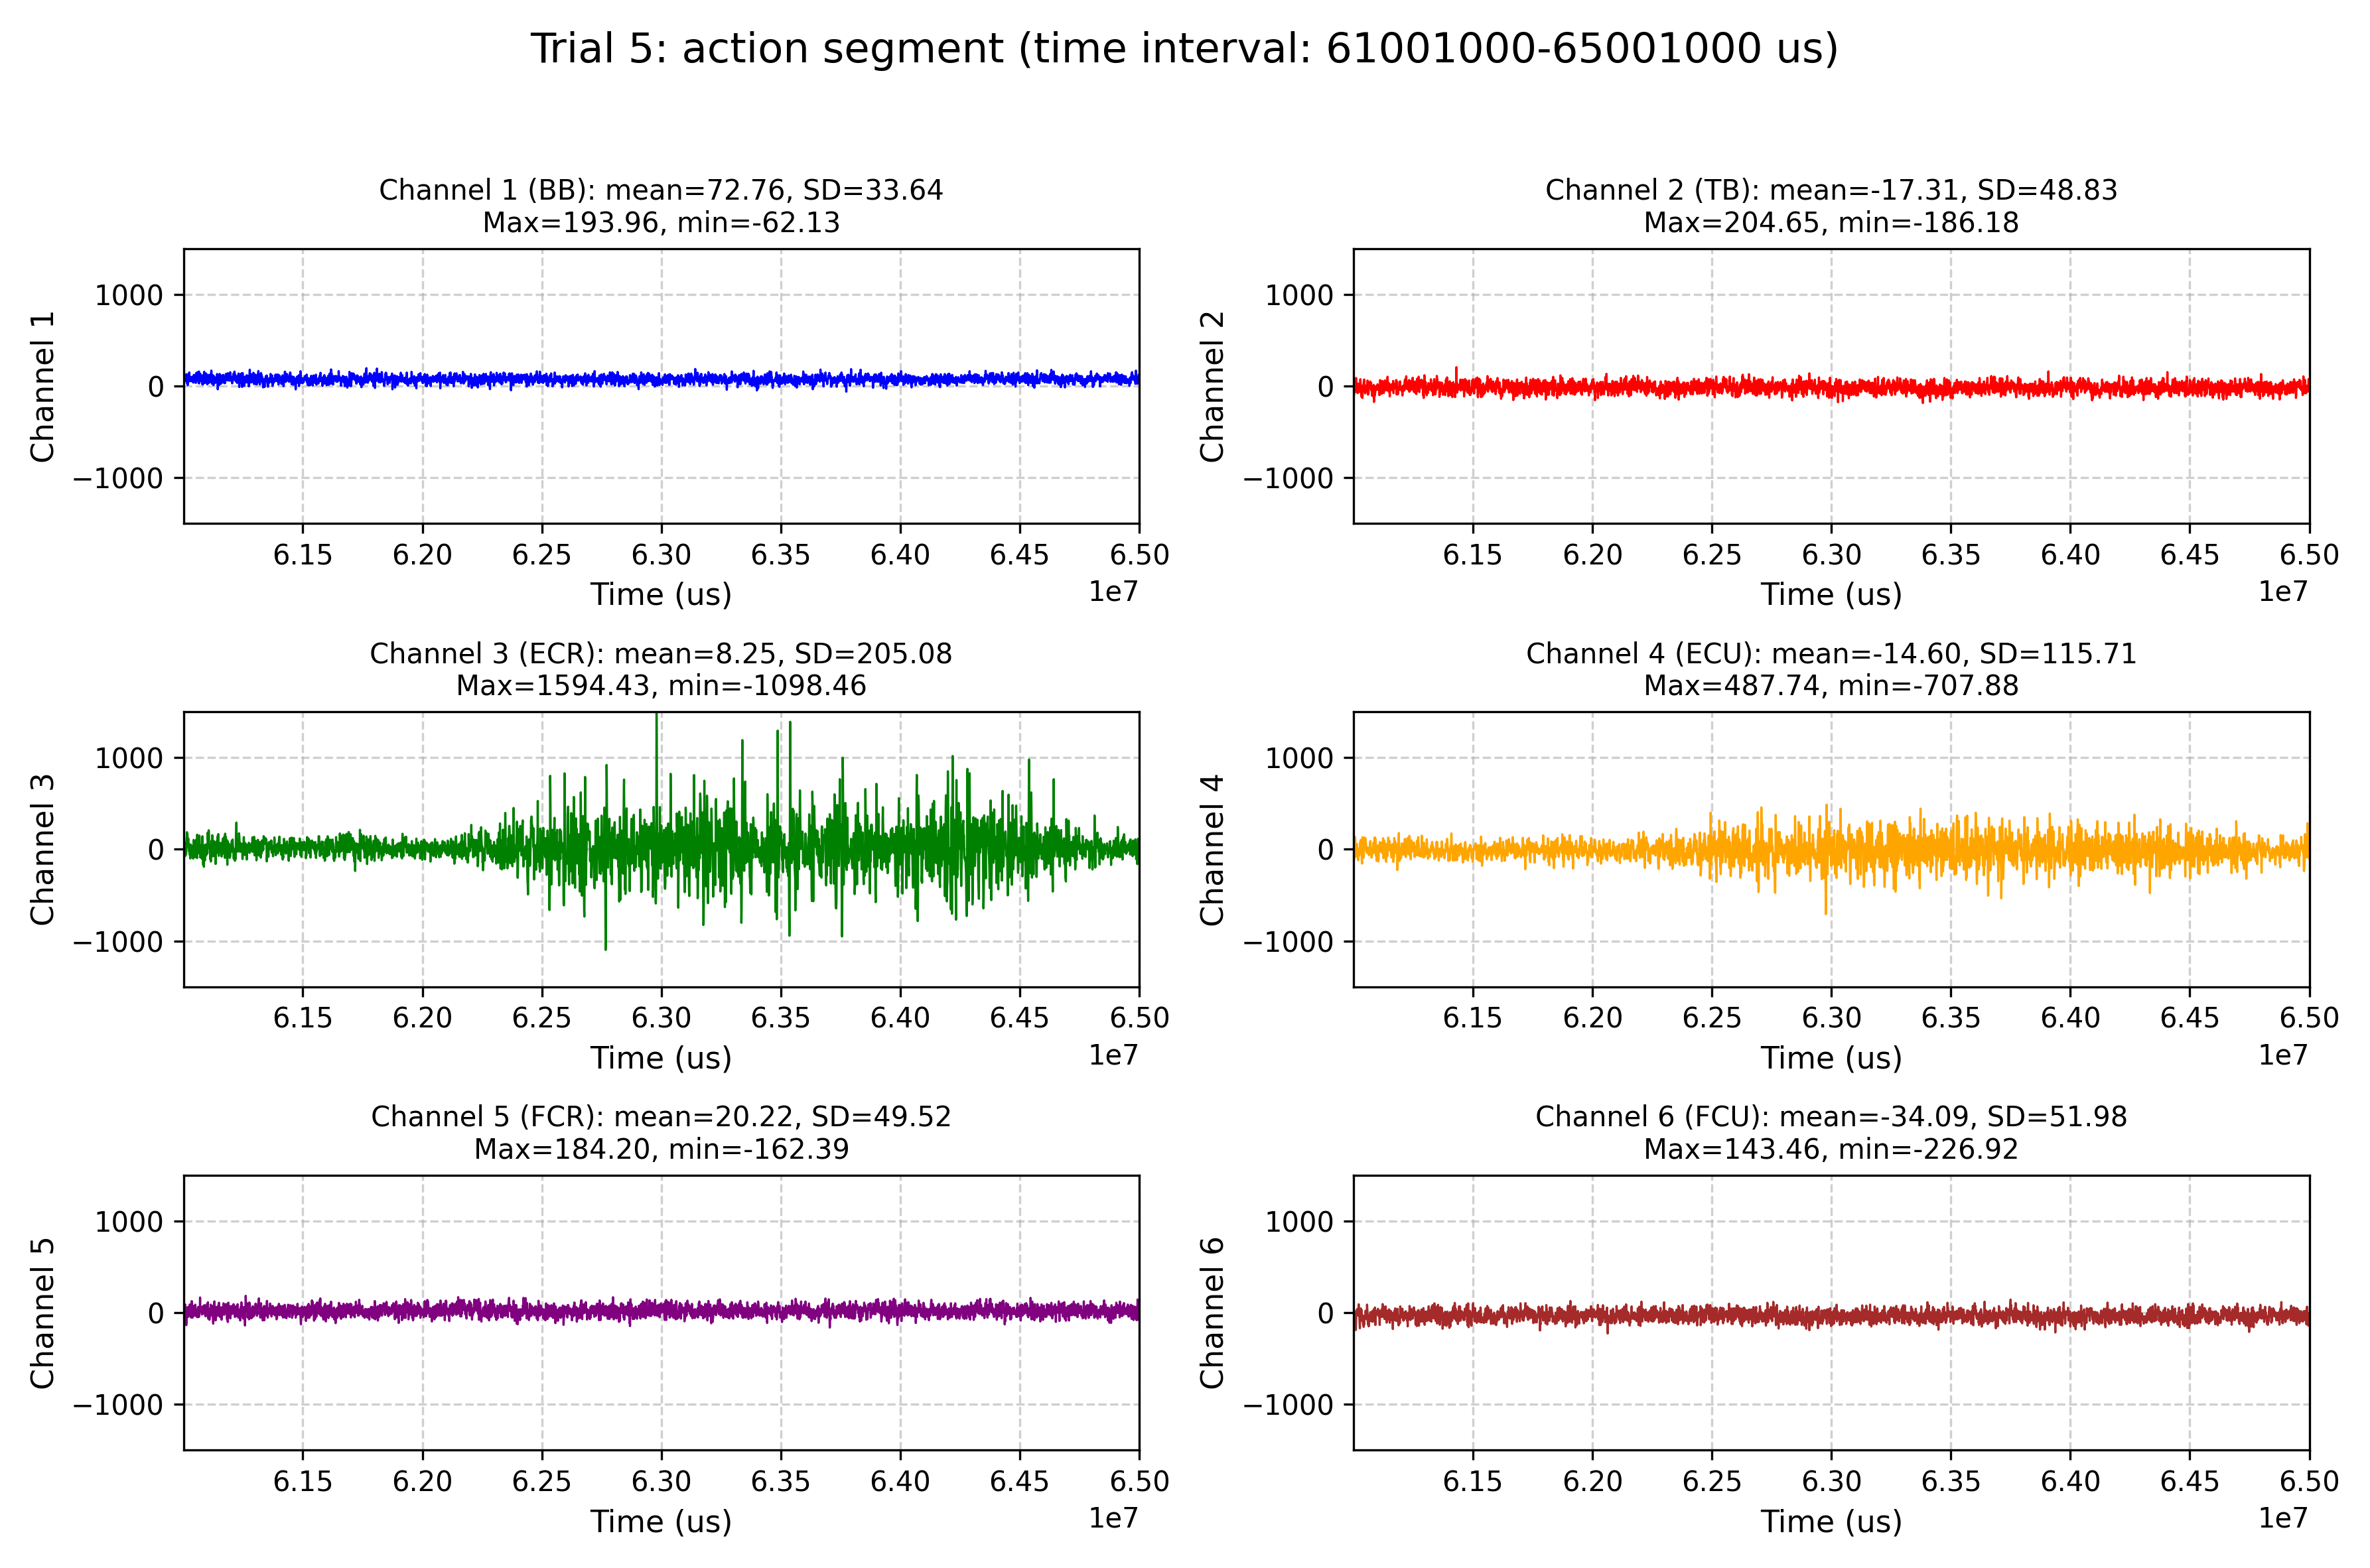 Trial 5: action segment (time interval: 61001000-65001000 us)
Channel 1 (BB): mean=72.76, SD=33.64
Max=193.96, min=-62.13
Channel 1
1000
0
−1000
6.15 6.20 6.25 6.30 6.35 6.40 6.45 6.50
Time (us)
1e7
Channel 2 (TB): mean=-17.31, SD=48.83
Max=204.65, min=-186.18
Channel 2
1000
0
−1000
6.15 6.20 6.25 6.30 6.35 6.40 6.45 6.50
Time (us)
1e7
Channel 3 (ECR): mean=8.25, SD=205.08
Max=1594.43, min=-1098.46
Channel 3
1000
0
−1000
6.15 6.20 6.25 6.30 6.35 6.40 6.45 6.50
Time (us)
1e7
Channel 4 (ECU): mean=-14.60, SD=115.71
Max=487.74, min=-707.88
Channel 4
1000
0
−1000
6.15 6.20 6.25 6.30 6.35 6.40 6.45 6.50
Time (us)
1e7
Channel 5 (FCR): mean=20.22, SD=49.52
Max=184.20, min=-162.39
Channel 5
1000
0
−1000
6.15 6.20 6.25 6.30 6.35 6.40 6.45 6.50
Time (us)
1e7
Channel 6 (FCU): mean=-34.09, SD=51.98
Max=143.46, min=-226.92
Channel 6
1000
0
−1000
6.15 6.20 6.25 6.30 6.35 6.40 6.45 6.50
Time (us)
1e7